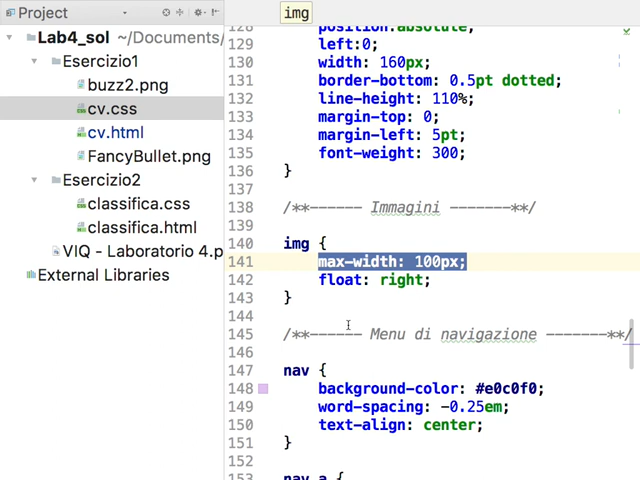 Project
img
Lab4_sol ~/Documents/
Esercizio1
buzz2.png
cv.css
cv.html
FancyBullet.png
Esercizio2
classifica.css
classifica.html
VIQ - Laboratorio 4.p
External Libraries
128 position:absolute;
129 left:0;
130 width: 160px;
131 border-bottom: 0.5pt dotted;
132 line-height: 110%;
133 margin-top: 0;
134 margin-left: 5pt;
135 font-weight: 300;
136 }
137
138 /**------ Immagini -------**/
139
140 img {
141 max-width: 100px;
142 float: right;
143 }
144
145 /**------ Menu di navigazione -------**/
146
147 nav {
148 background-color: #e0c0f0;
149 word-spacing: -0.25em;
150 text-align: center;
151 }
152
153 nav a {